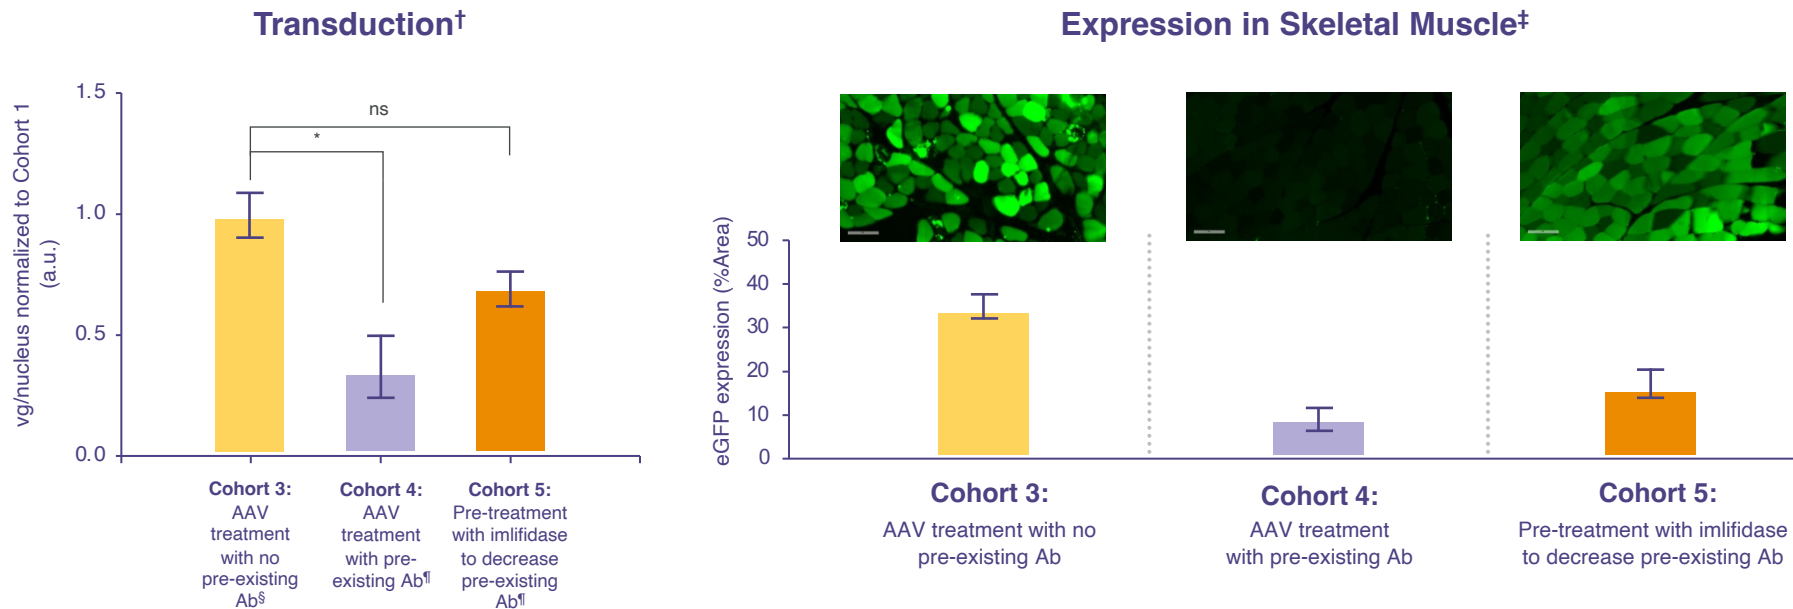 Transduction†
vg/nucleus normalized to Cohort 1
(a.u.)
1.5
1.0
0.5
0.0
ns
*
Cohort 3:
AAV
treatment
with no
pre-existing
Ab§
Cohort 4:
AAV
treatment
with pre-
existing Ab¶
Cohort 5:
Pre-treatment
with imlifidase
to decrease
pre-existing
Ab¶
Expression in Skeletal Muscle‡
eGFP expression (%Area)
50
40
30
20
10
0
Cohort 3:
AAV treatment with no
pre-existing Ab
Cohort 4:
AAV treatment
with pre-existing Ab
Cohort 5:
Pre-treatment with imlifidase
to decrease pre-existing Ab